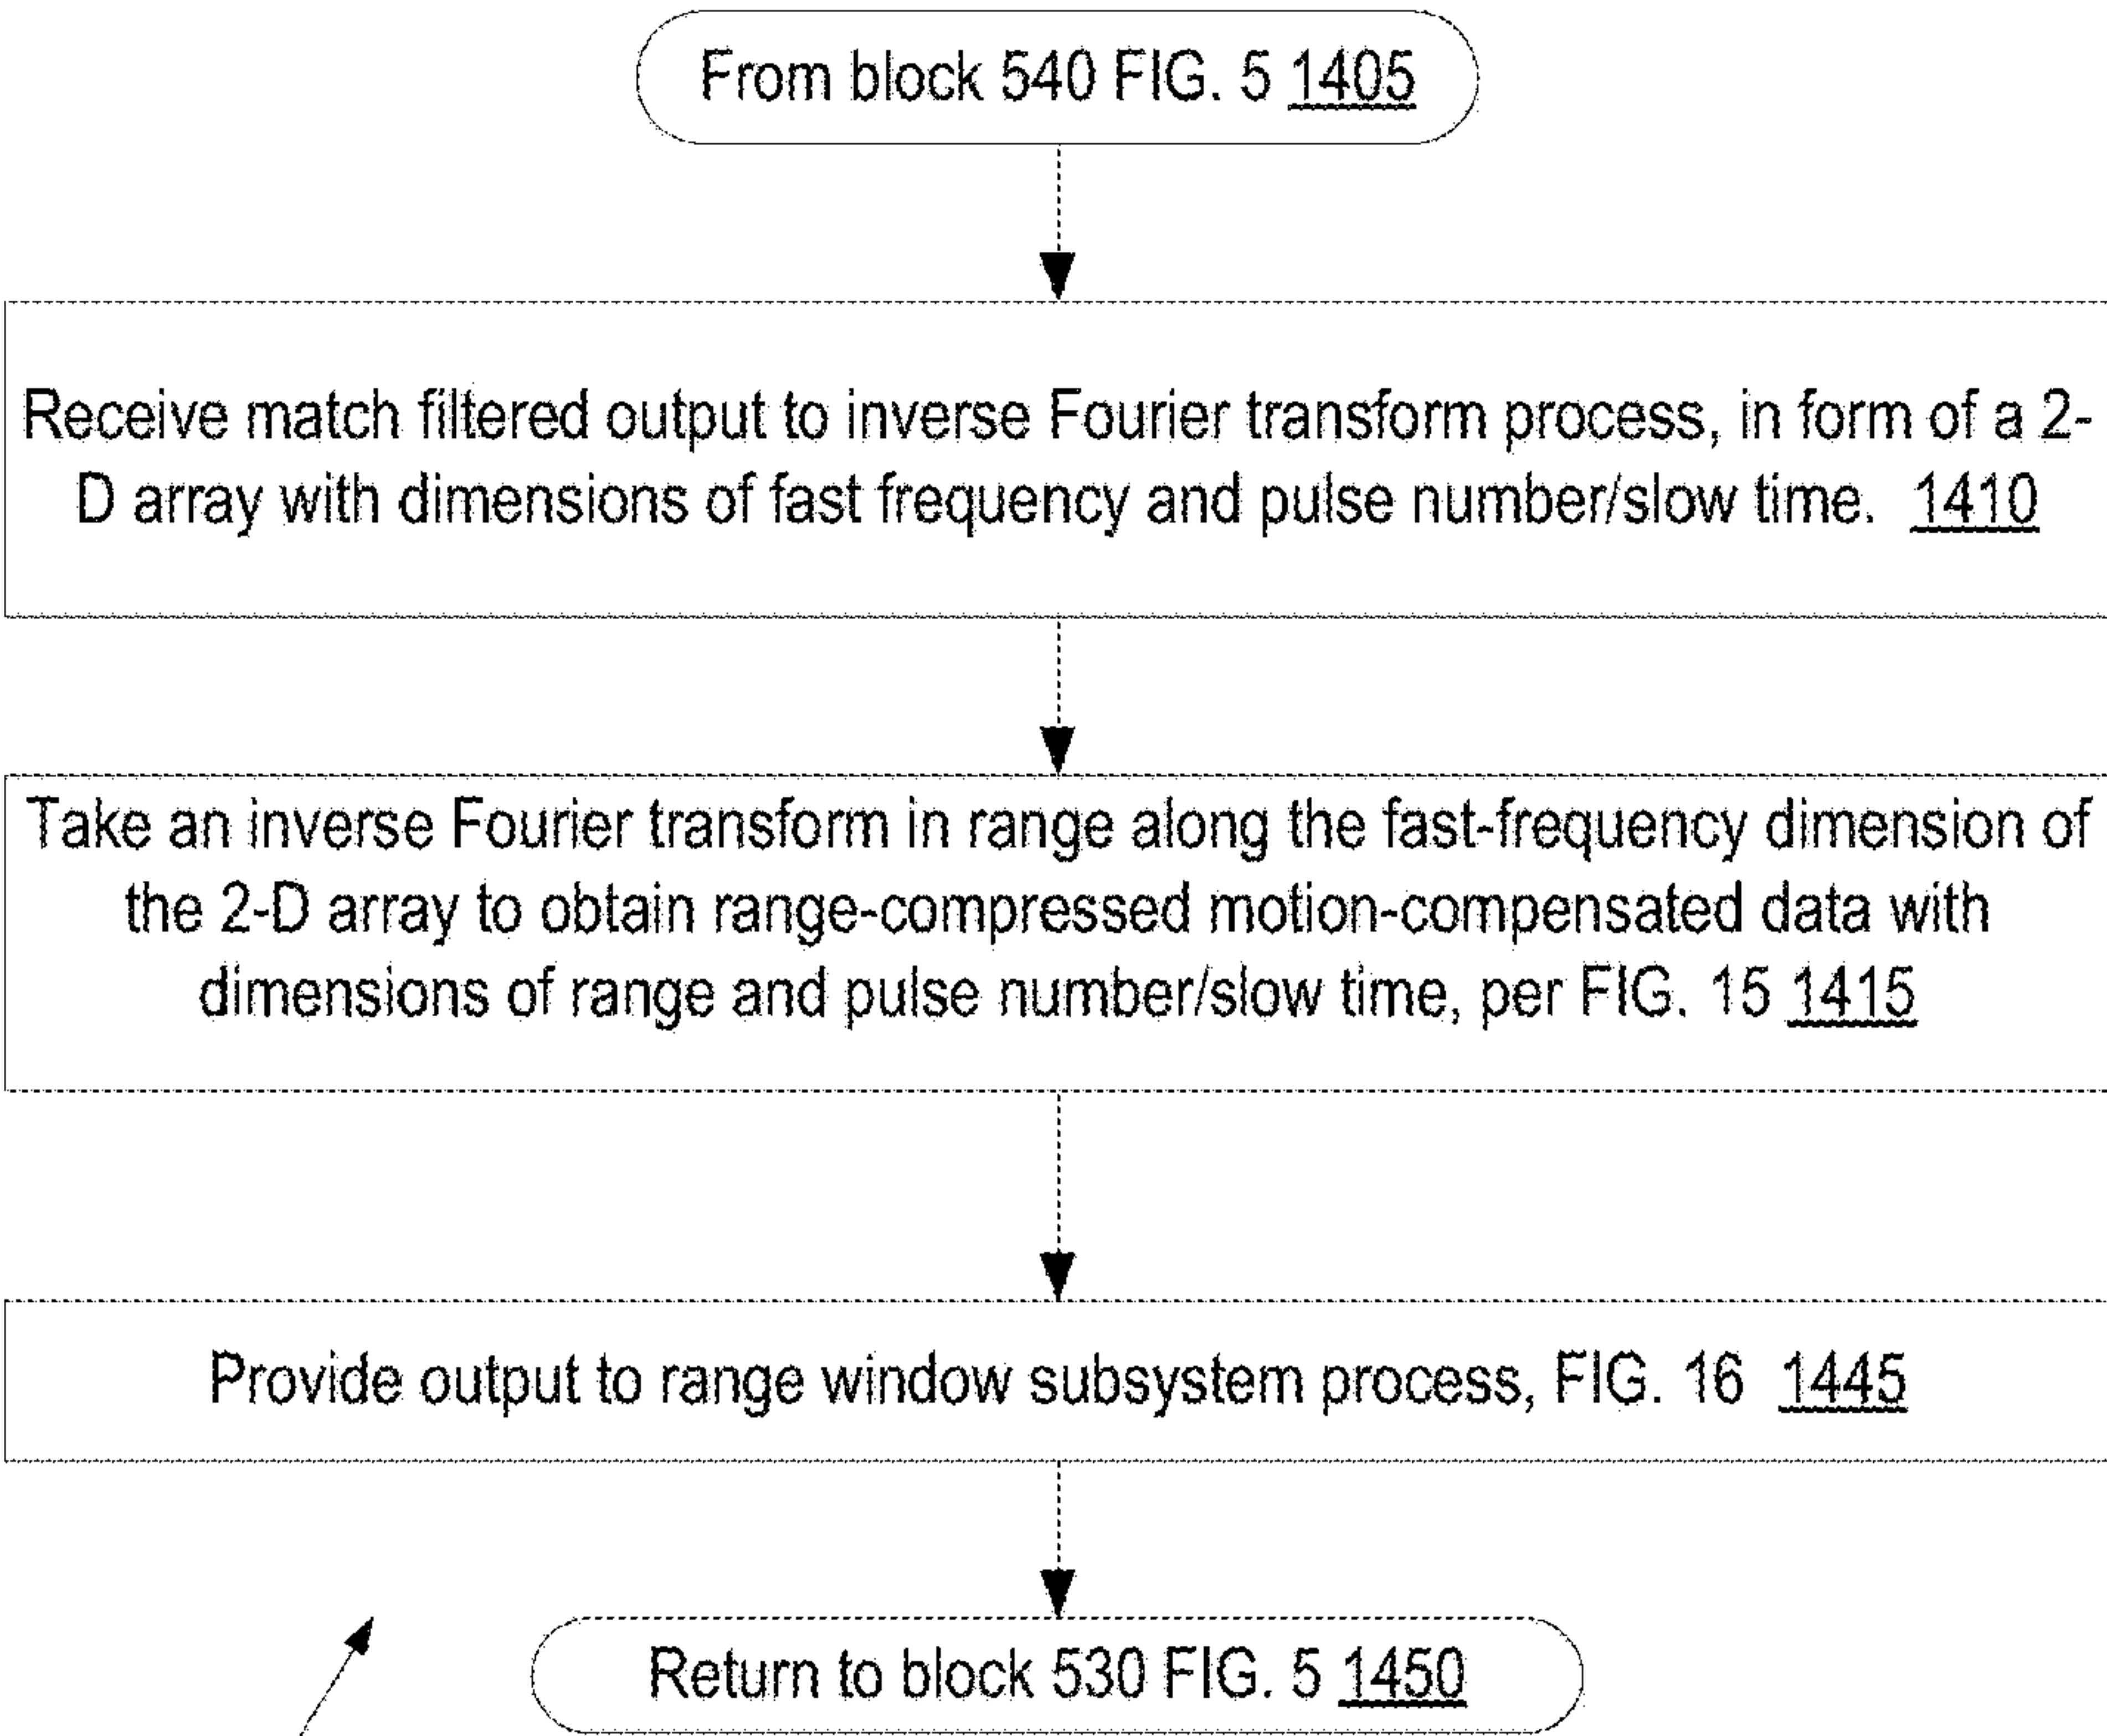 From block 540 FIG. 5 1405
Receive match filtered output to inverse Fourier transform process, in form of a 2-
D array with dimensions of fast frequency and pulse number/slow time. 1410
Take an inverse Fourier transform in range along the fast-frequency dimension of
the 2-D array to obtain range-compressed motion-compensated data with
dimensions of range and pulse number/slow time, per FIG. 15 1415
Provide output to range window subsystem process, FIG. 16 1445
Return to block 530 FIG. 5 1450